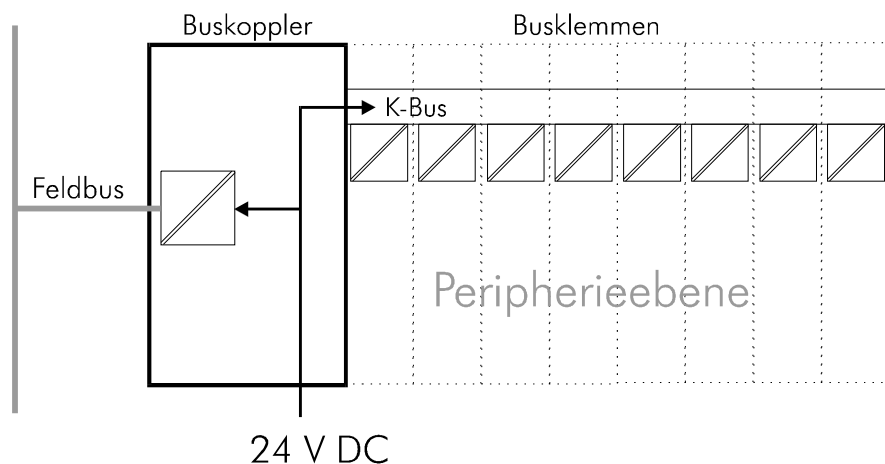 Buskoppler
Busklemmen
K-Bus
Feldbus
Peripherieebene
24 V DC